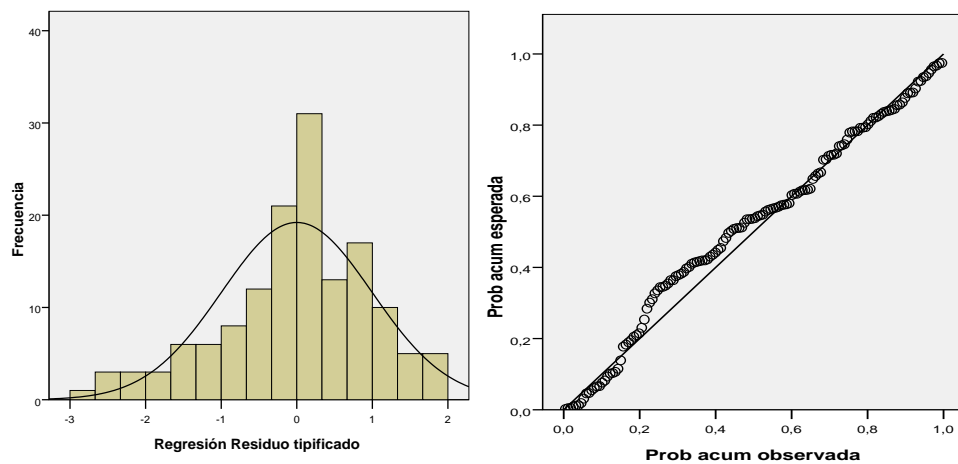 40
30
20
10
0
Frecuencia
-3 -2 -1 0 1 2
Regresión Residuo tipificado
1,0
0,8
0,6
0,4
0,2
0,0
Prob acum esperada
0,0 0,2 0,4 0,6 0,8 1,0
Prob acum observada